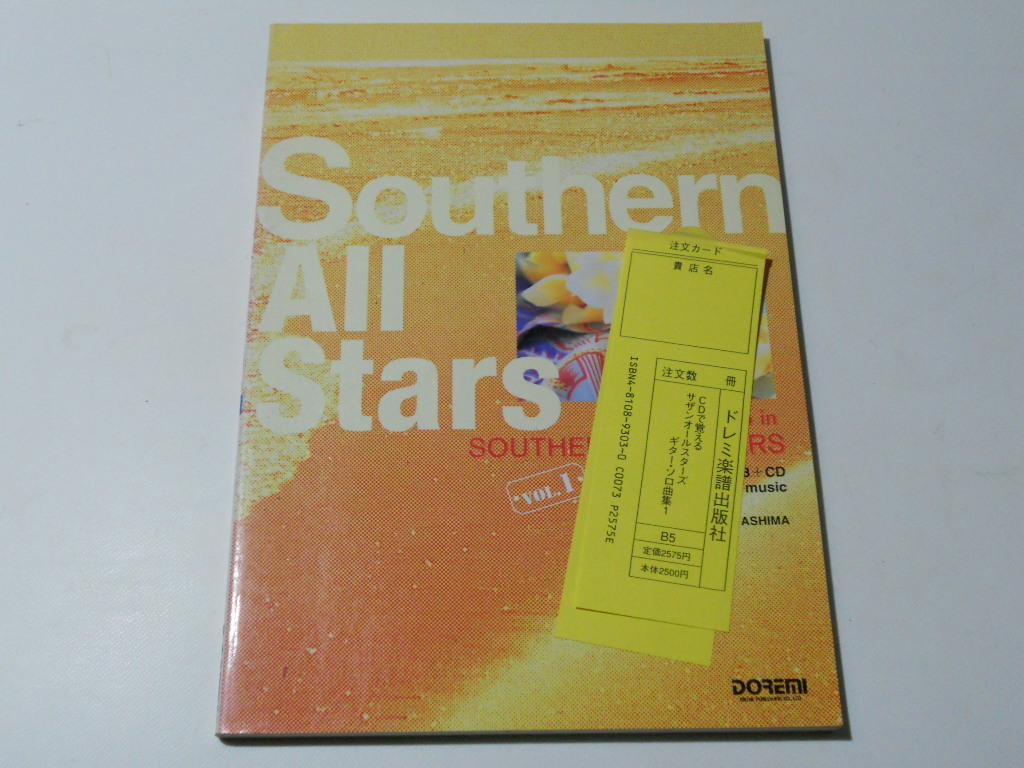 Southern
All
Stars
in
SOUTHE RS
VOL.1
B+CD
music
ASHIMA
DOREMI
注文カード
貴店名
注文数 冊
ドレミ楽譜出版社
CDで覚える
サザンオールスターズ
ギター・ソロ曲集1
B5
定価2575円
本体2500円
ISBN4-8108-9303-0 C0073 P2575E